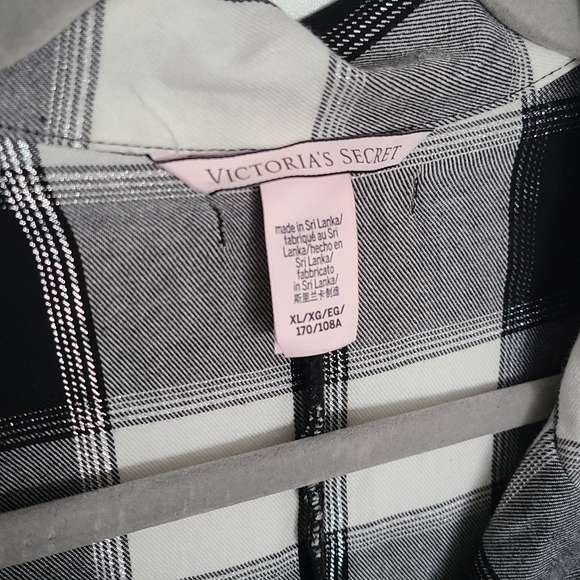 VICTORIA'S SECRET
made in Sri Lanka/
fabriqué au Sri
Lanka/hecho en
Sri Lanka/
fabbricato
in Sri Lanka/
斯里兰卡制造
XL/XG/EG/
170/108A